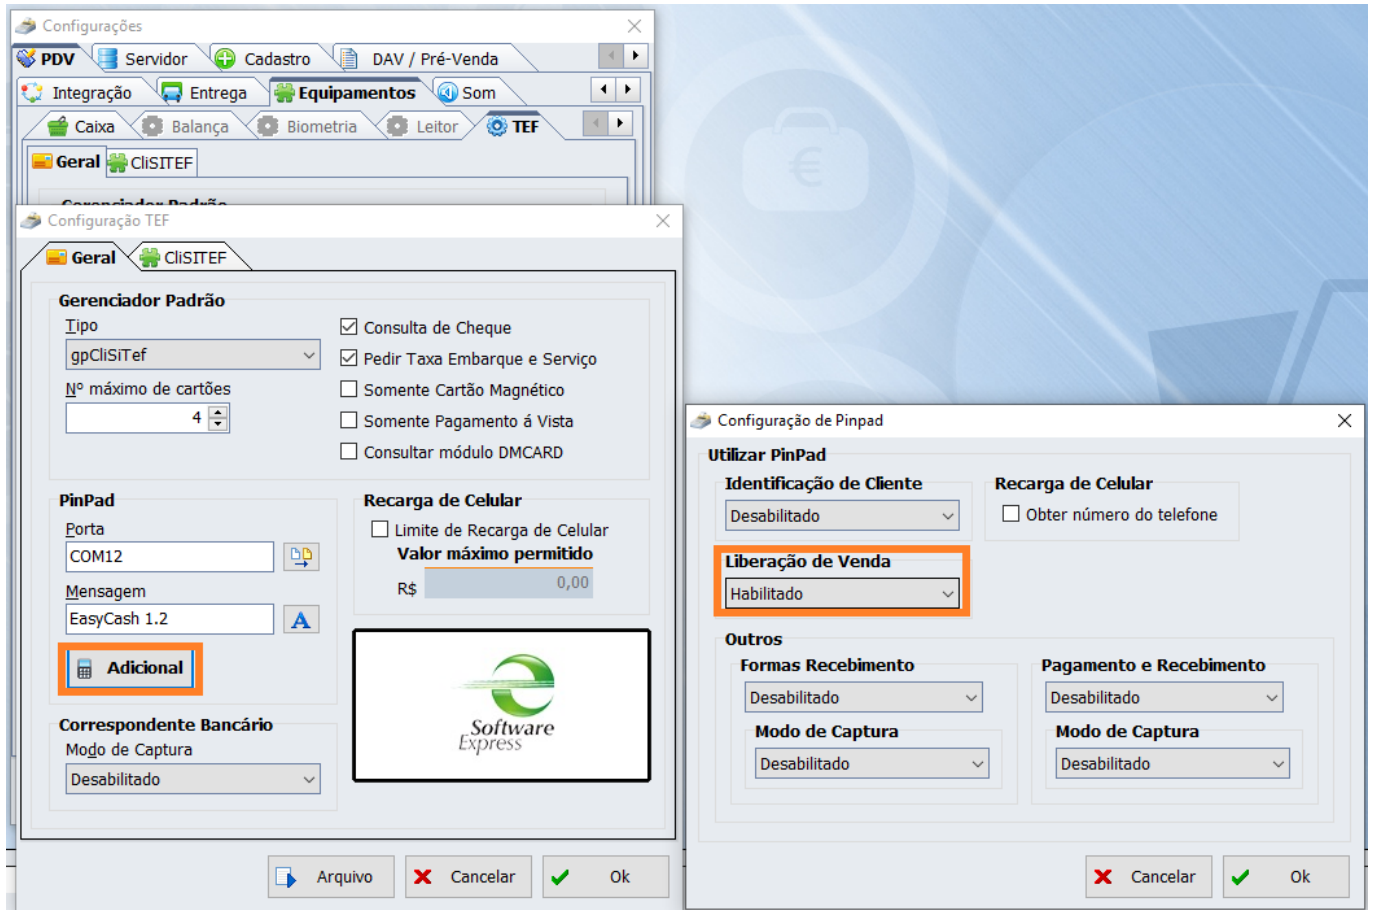 Configurações
PDV Servidor Cadastro DAV / Pré-Venda
Integração Entrega Equipamentos Som
Caixa Balança Biometria Leitor TEF
Geral CliSITEF
Gerenciador Padrão
Configuração TEF
Geral CliSITEF
Gerenciador Padrão
Tipo
gpCliSiTef
Nº máximo de cartões
4
Consulta de Cheque
Pedir Taxa Embarque e Serviço
Somente Cartão Magnético
Somente Pagamento á Vista
Consultar módulo DMCARD
PinPad
Porta
COM12
Mensagem
EasyCash 1.2
A
Adicional
Recarga de Celular
Limite de Recarga de Celular
Valor máximo permitido
R$ 0,00
Software
Express
Correspondente Bancário
Modo de Captura
Desabilitado
Arquivo Cancelar Ok
Configuração de Pinpad
Utilizar PinPad
Identificação de Cliente
Desabilitado
Recarga de Celular
Obter número do telefone
Liberação de Venda
Habilitado
Outros
Formas Recebimento
Desabilitado
Modo de Captura
Desabilitado
Pagamento e Recebimento
Desabilitado
Modo de Captura
Desabilitado
Cancelar Ok
€